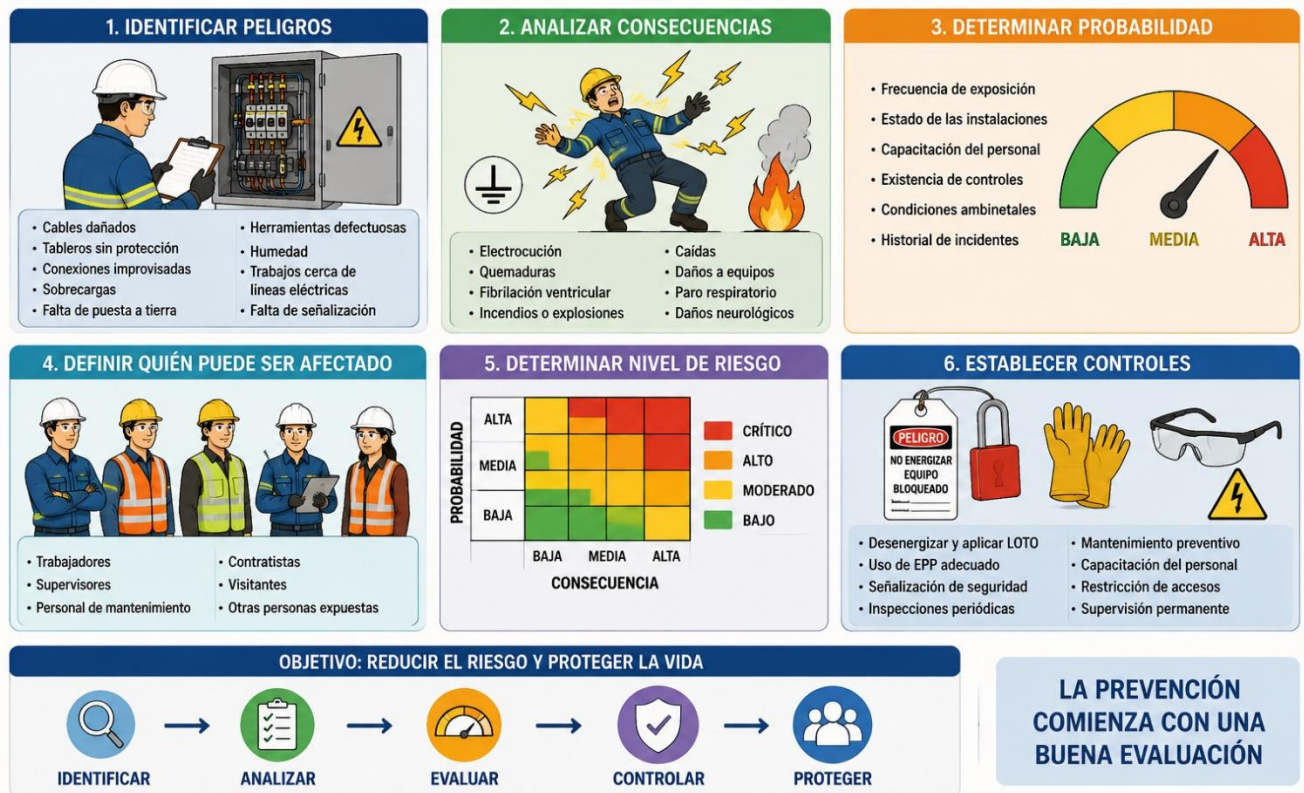 1. IDENTIFICAR PELIGROS
• Cables dañados
• Tableros sin protección
• Conexiones improvisadas
• Sobrecargas
• Falta de puesta a tierra
• Herramientas defectuosas
• Humedad
• Trabajos cerca de
líneas eléctricas
• Falta de señalización
2. ANALIZAR CONSECUENCIAS
• Electrocución
• Quemaduras
• Fibrilación ventricular
• Incendios o explosiones
• Caídas
• Daños a equipos
• Paro respiratorio
• Daños neurológicos
3. DETERMINAR PROBABILIDAD
• Frecuencia de exposición
• Estado de las instalaciones
• Capacitación del personal
• Existencia de controles
• Condiciones ambinetales
• Historial de incidentes
BAJA MEDIA ALTA
4. DEFINIR QUIÉN PUEDE SER AFECTADO
• Trabajadores
• Supervisores
• Personal de mantenimiento
• Contratistas
• Visitantes
• Otras personas expuestas
5. DETERMINAR NIVEL DE RIESGO
PROBABILIDAD
ALTA
MEDIA
BAJA
BAJA MEDIA ALTA
CONSECUENCIA
CRÍTICO
ALTO
MODERADO
BAJO
6. ESTABLECER CONTROLES
PELIGRO
NO ENERGIZAR
EQUIPO
BLOQUEADO
• Desenergizar y aplicar LOTO
• Uso de EPP adecuado
• Señalización de seguridad
• Inspecciones periódicas
• Mantenimiento preventivo
• Capacitación del personal
• Restricción de accesos
• Supervisión permanente
OBJETIVO: REDUCIR EL RIESGO Y PROTEGER LA VIDA
IDENTIFICAR
ANALIZAR
EVALUAR
CONTROLAR
PROTEGER
LA PREVENCIÓN
COMIENZA CON UNA
BUENA EVALUACIÓN